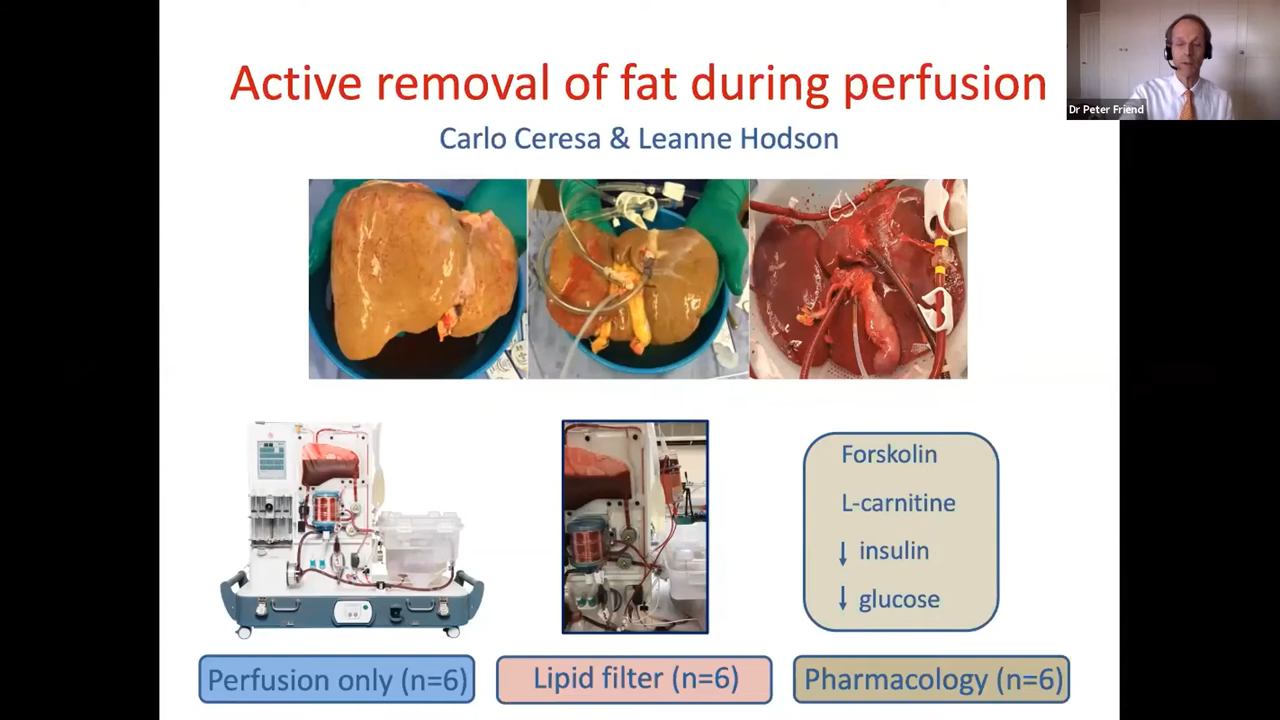 Active removal of fat during perfusion
Dr Peter Friend
Carlo Ceresa & Leanne Hodson
Forskolin
L-carnitine
↓ insulin
↓ glucose
Perfusion only (n=6)
Lipid filter (n=6)
Pharmacology (n=6)